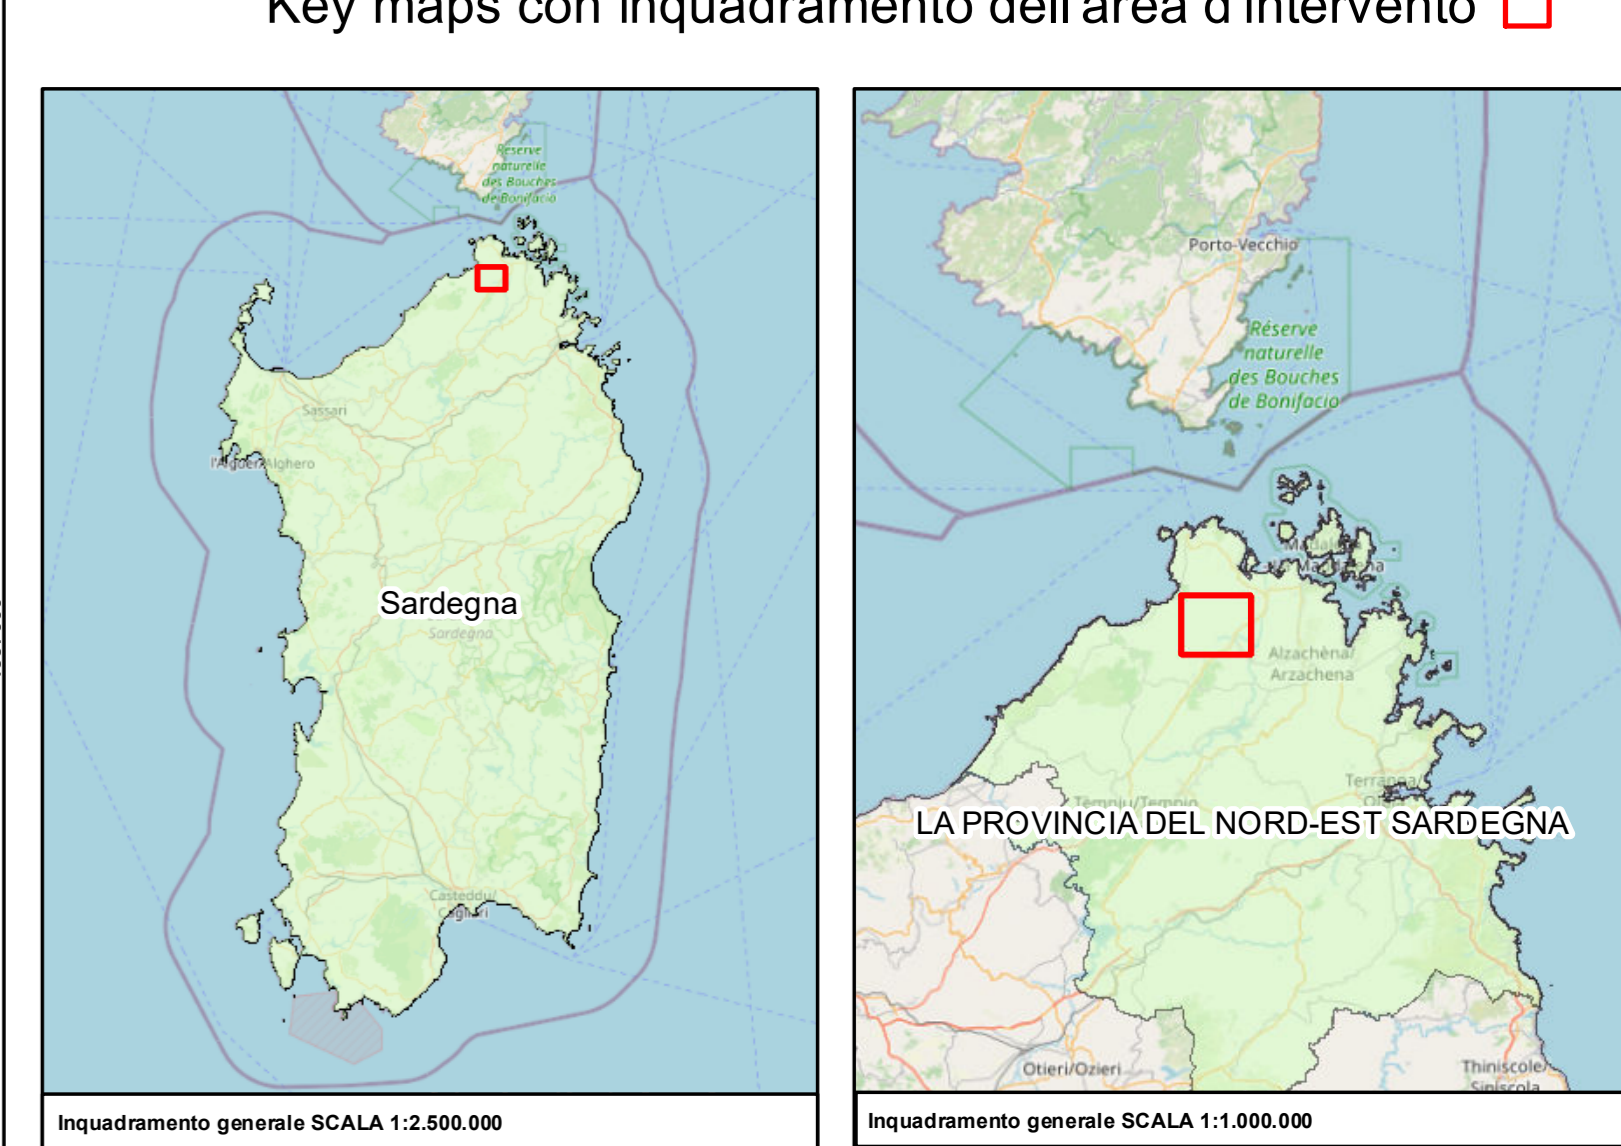 Key maps con inquadramento dell'area d'intervento
Réserve
naturelle
des Bouches
de Bonifacio
Sassari
l'Alguer/Alghero
Sardegna
Sardegna
Casteddu/
Cagliari
Inquadramento generale SCALA 1:2.500.000
Porto-Vecchio
Réserve
naturelle
des Bouches
de Bonifacio
Alzachèna/
Arzachena
Tèmpiu/Tempio
LA PROVINCIA DEL NORD-EST SARDEGNA
Otieri/Ozieri
Thiniscole/
Siniscola
Inquadramento generale SCALA 1:1.000.000